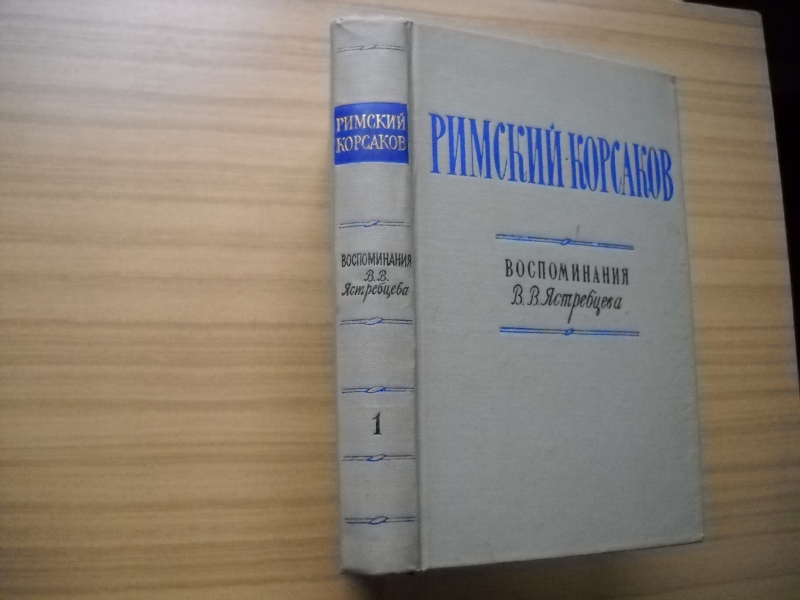 РИМСКИЙ
КОРСАКОВ
ВОСПОМИНАНИЯ
В.В.
Ястребцева
1
РИМСКИЙ-КОРСАКОВ
ВОСПОМИНАНИЯ
В.В.Ястребцева